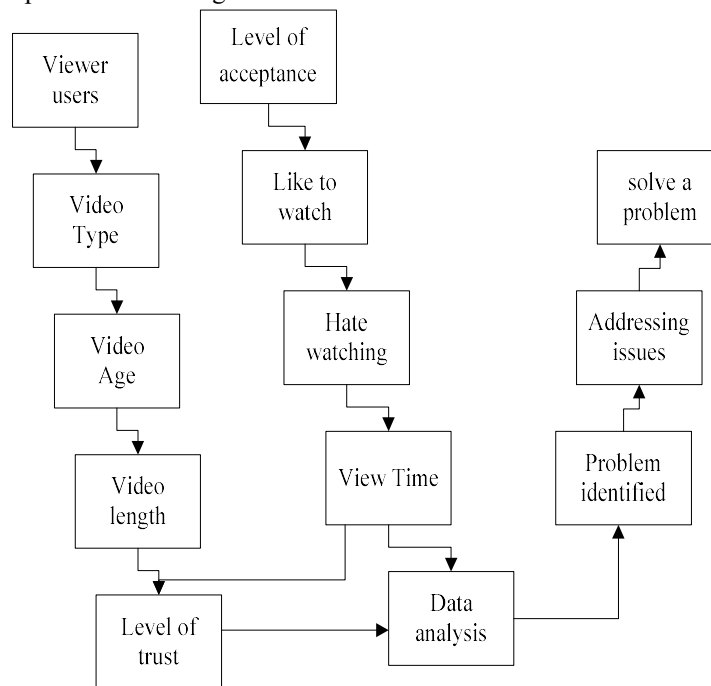 Viewer
users
Video
Type
Video
Age
Video
length
Level of
trust
Level of
acceptance
Like to
watch
Hate
watching
View Time
Data
analysis
Problem
identified
Addressing
issues
solve a
problem